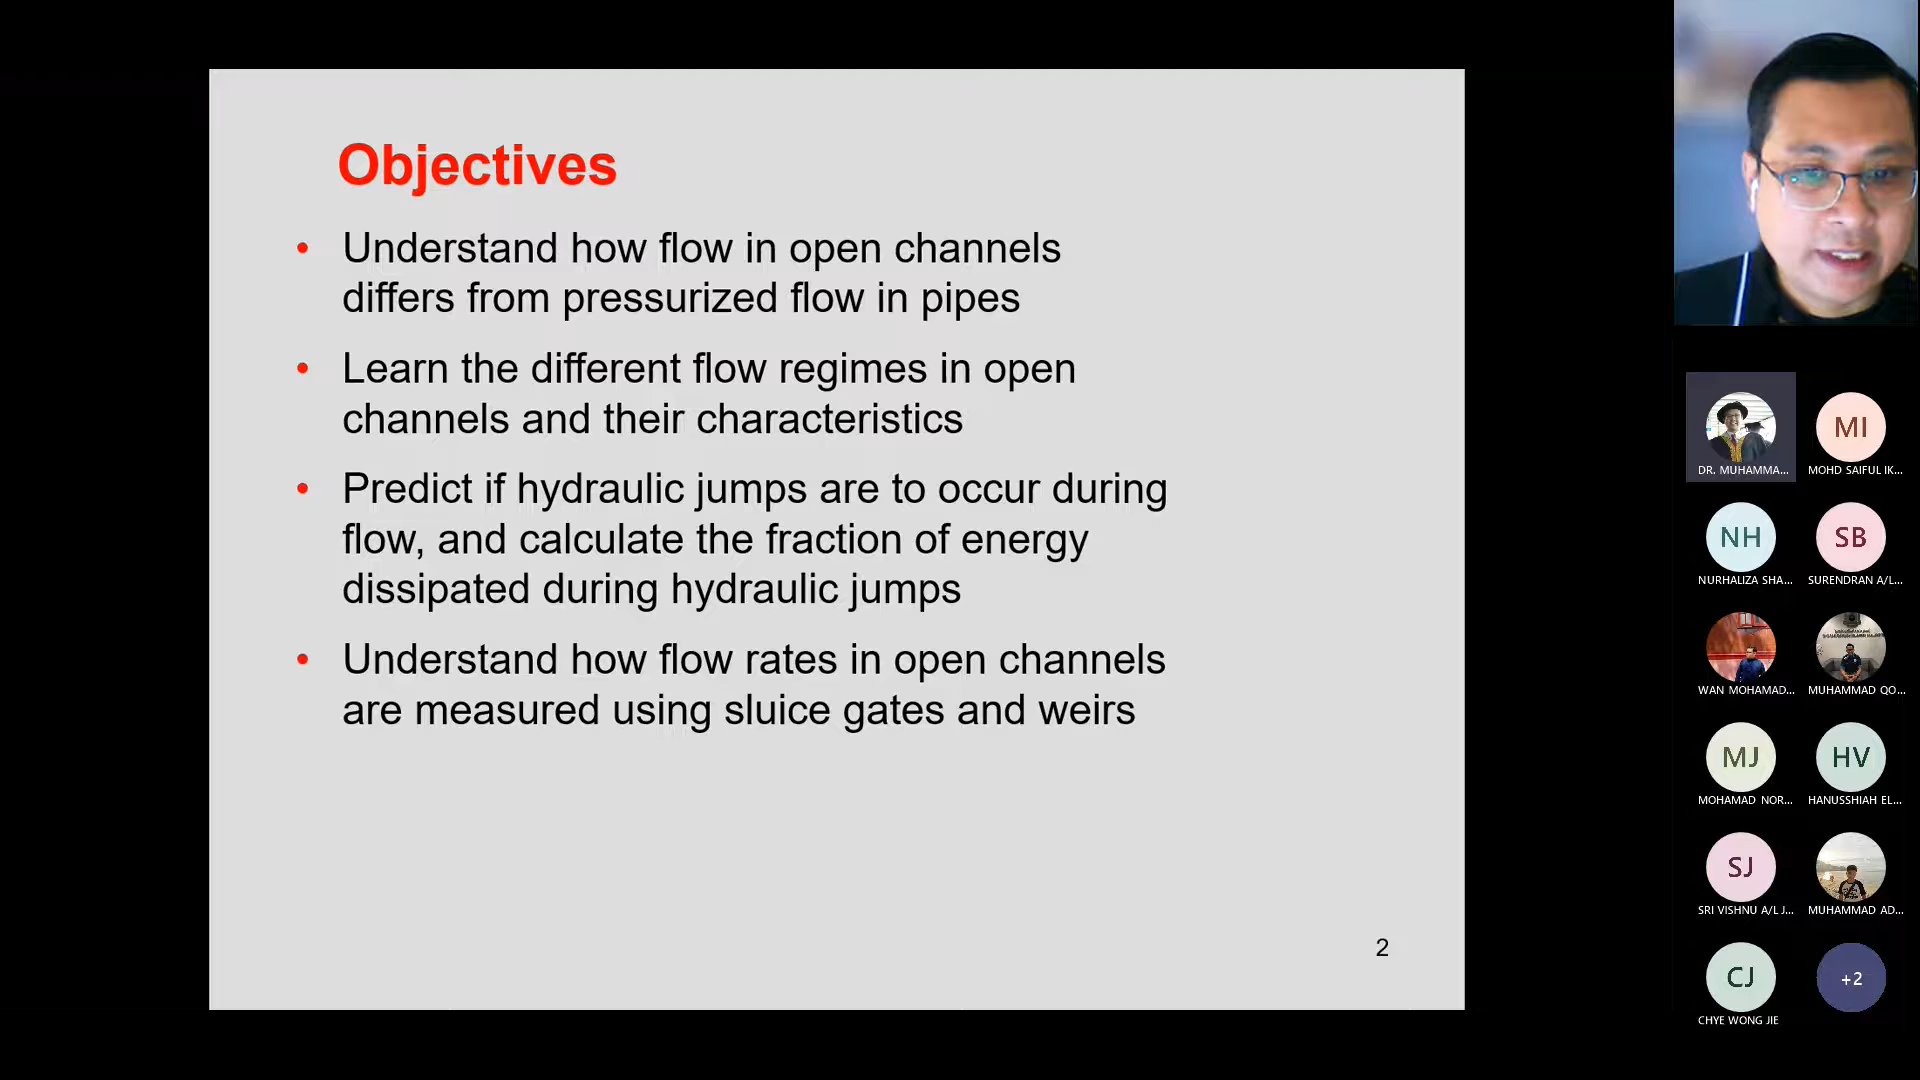 Objectives
• Understand how flow in open channels
differs from pressurized flow in pipes
• Learn the different flow regimes in open
channels and their characteristics
• Predict if hydraulic jumps are to occur during
flow, and calculate the fraction of energy
dissipated during hydraulic jumps
• Understand how flow rates in open channels
are measured using sluice gates and weirs
2
DR. MUHAMMA...
MI
MOHD SAIFUL IK...
NH
NURHALIZA SHA...
SB
SURENDRAN A/L...
WAN MOHAMAD...
MUHAMMAD QO...
MJ
MOHAMAD NOR...
HV
HANUSSHIAH EL...
SJ
SRI VISHNU A/L J...
MUHAMMAD AD...
CJ
CHYE WONG JIE
+2